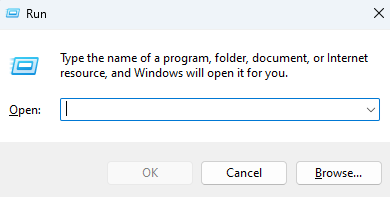 Run
Type the name of a program, folder, document, or Internet
resource, and Windows will open it for you.
Open:
OK Cancel Browse...